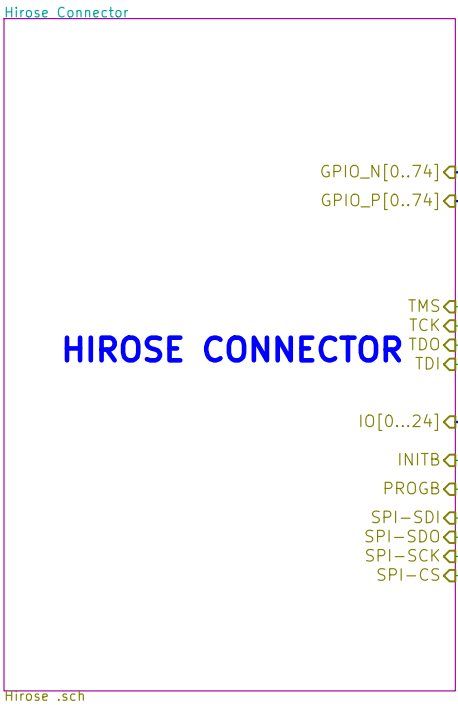 Hirose Connector
GPIO_N[0..74]
GPIO_P[0..74]
TMS
TCK
HIROSE CONNECTOR
TDO
TDI
IO[0...24]
INITB
PROGB
SPI-SDI
SPI-SDO
SPI-SCK
SPI-CS
Hirose .sch